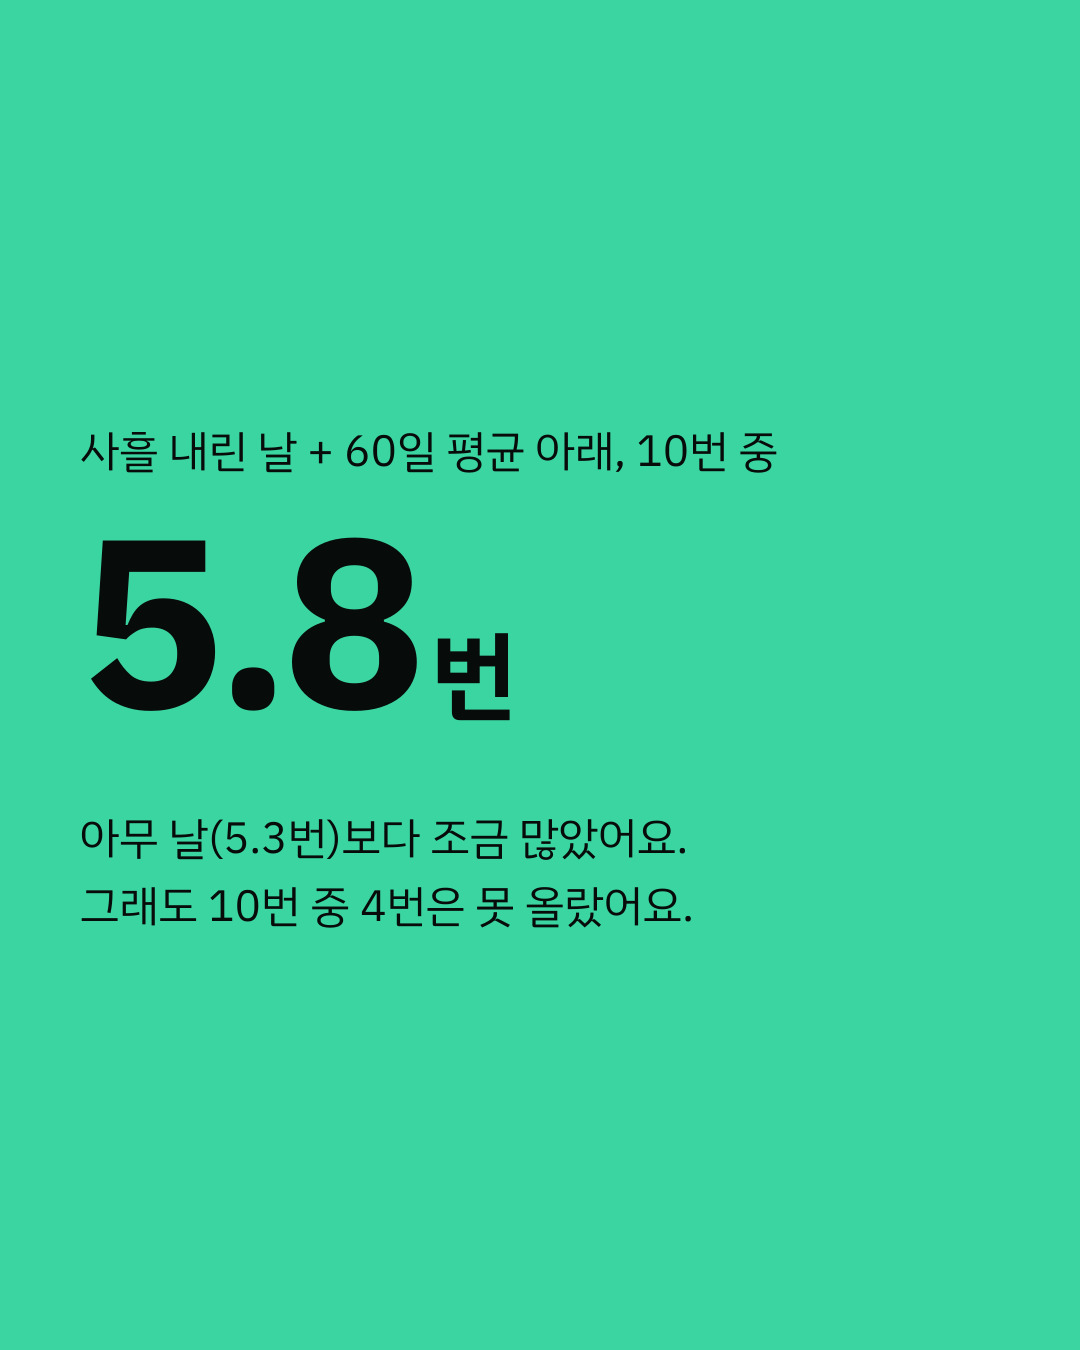 사흘 내린 날 + 60일 평균 아래, 10번 중
5.8번
아무 날(5.3번)보다 조금 많았어요.
그래도 10번 중 4번은 못 올랐어요.